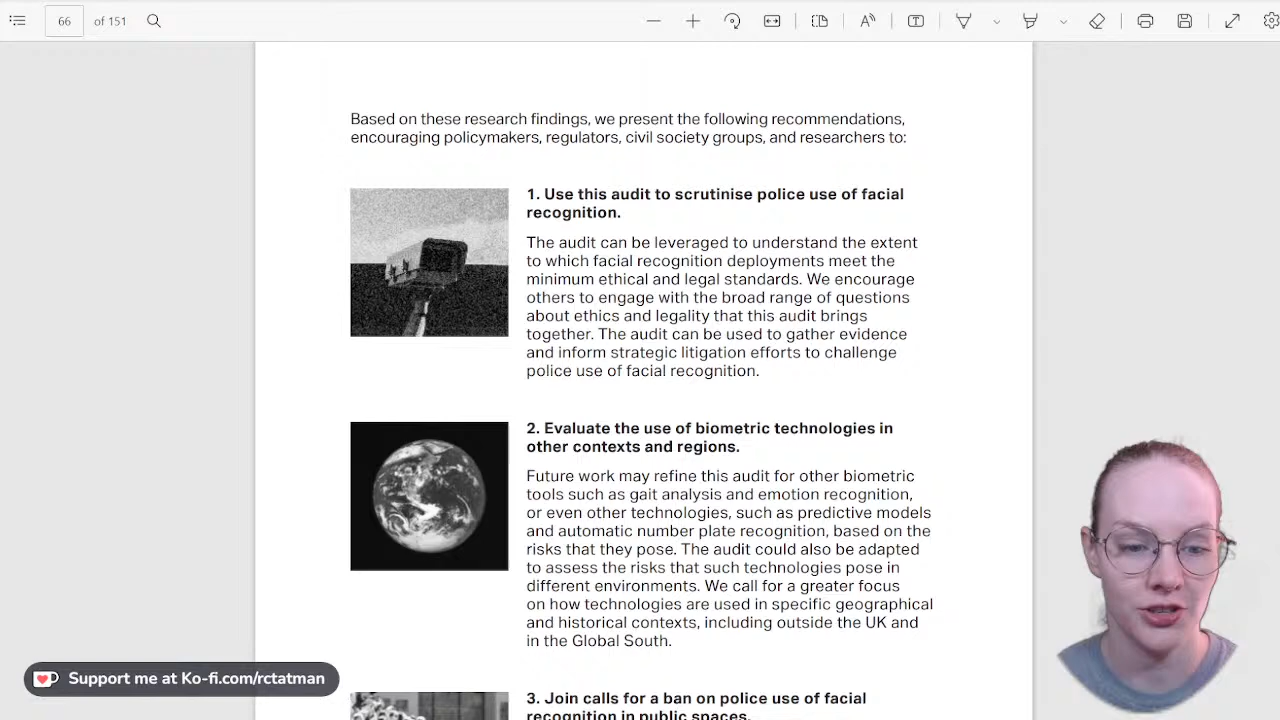 66
of 151
Based on these research findings, we present the following recommendations,
encouraging policymakers, regulators, civil society groups, and researchers to:
1. Use this audit to scrutinise police use of facial
recognition.
The audit can be leveraged to understand the extent
to which facial recognition deployments meet the
minimum ethical and legal standards. We encourage
others to engage with the broad range of questions
about ethics and legality that this audit brings
together. The audit can be used to gather evidence
and inform strategic litigation efforts to challenge
police use of facial recognition.
2. Evaluate the use of biometric technologies in
other contexts and regions.
Future work may refine this audit for other biometric
tools such as gait analysis and emotion recognition,
or even other technologies, such as predictive models
and automatic number plate recognition, based on the
risks that they pose. The audit could also be adapted
to assess the risks that such technologies pose in
different environments. We call for a greater focus
on how technologies are used in specific geographical
and historical contexts, including outside the UK and
in the Global South.
3. Join calls for a ban on police use of facial
recognition in public spaces.
Support me at Ko-fi.com/rctatman